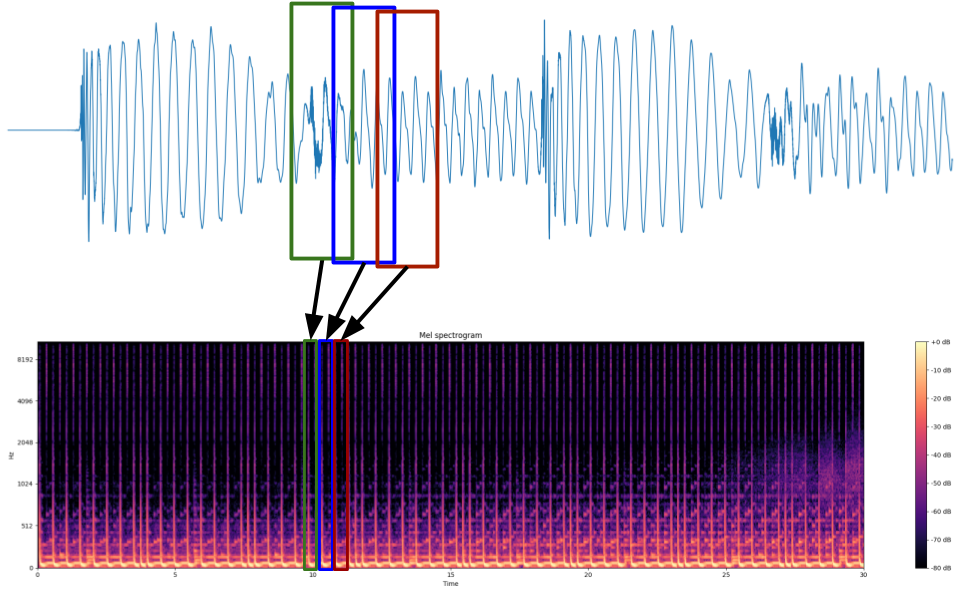 Mel spectrogram
8192
4096
2048
1024
512
0
Hz
0
5
10
15
20
25
30
Time
+0 dB
-10 dB
-20 dB
-30 dB
-40 dB
-50 dB
-60 dB
-70 dB
-80 dB